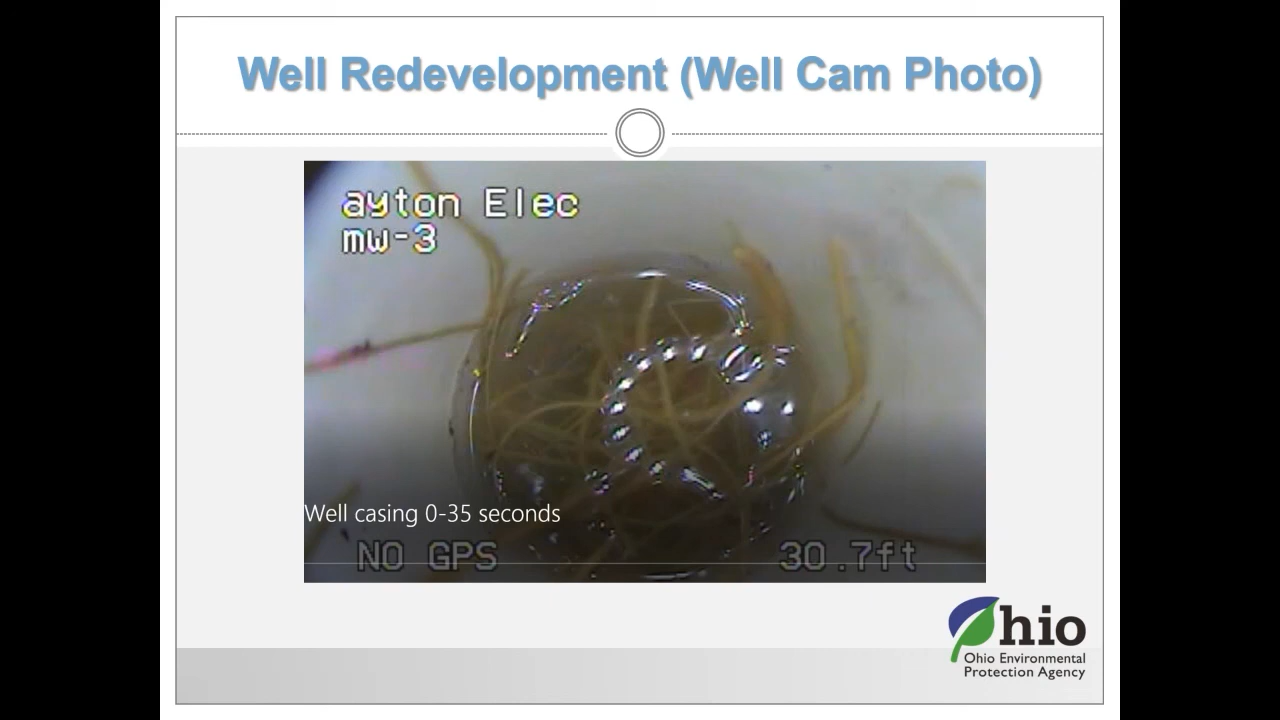 Well Redevelopment (Well Cam Photo)
ayton Elec
mw-3
Well casing 0-35 seconds
NO GPS
30.7ft
Ohio
Ohio Environmental
Protection Agency